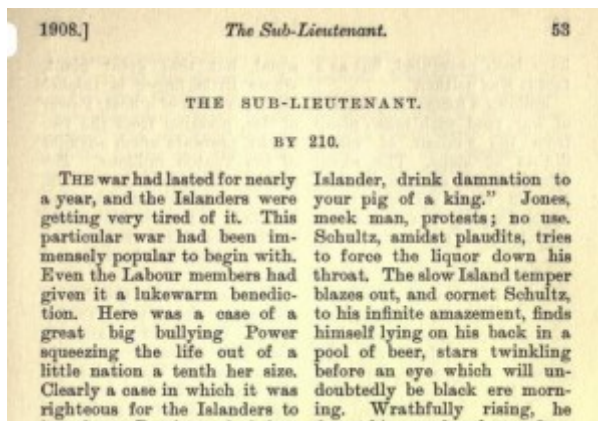 1908.] The Sub-Lieutenant. 53
THE SUB-LIEUTENANT.
BY 210.
THE war had lasted for nearly
a year, and the Islanders were
getting very tired of it. This
particular war had been im-
mensely popular to begin with.
Even the Labour members had
given it a lukewarm benedic-
tion. Here was a case of a
great big bullying Power
squeezing the life out of a
little nation a tenth her size.
Clearly a case in which it was
righteous for the Islanders to
Islander, drink damnation to
your pig of a king." Jones,
meek man, protests; no use.
Schultz, amidst plaudits, tries
to force the liquor down his
throat. The slow Island temper
blazes out, and cornet Schultz,
to his infinite amazement, finds
himself lying on his back in a
pool of beer, stars twinkling
before an eye which will un-
doubtedly be black ere morn-
ing. Wrathfully rising, he